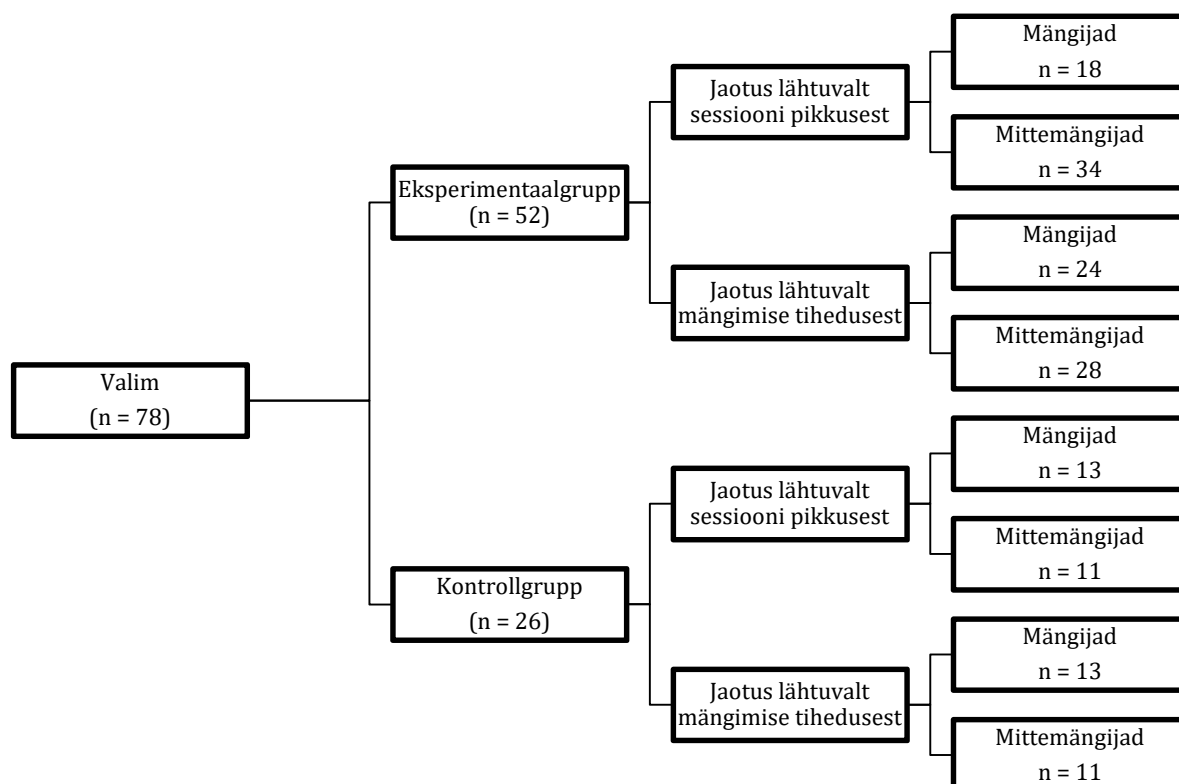 Valim
(n = 78)
Eksperimentaalgrupp
(n = 52)
Jaotus lähtuvalt
sessiooni pikkusest
Mängijad
n = 18
Mittemängijad
n = 34
Jaotus lähtuvalt
mängimise tihedusest
Mängijad
n = 24
Mittemängijad
n = 28
Kontrollgrupp
(n = 26)
Jaotus lähtuvalt
sessiooni pikkusest
Mängijad
n = 13
Mittemängijad
n = 11
Jaotus lähtuvalt
mängimise tihedusest
Mängijad
n = 13
Mittemängijad
n = 11